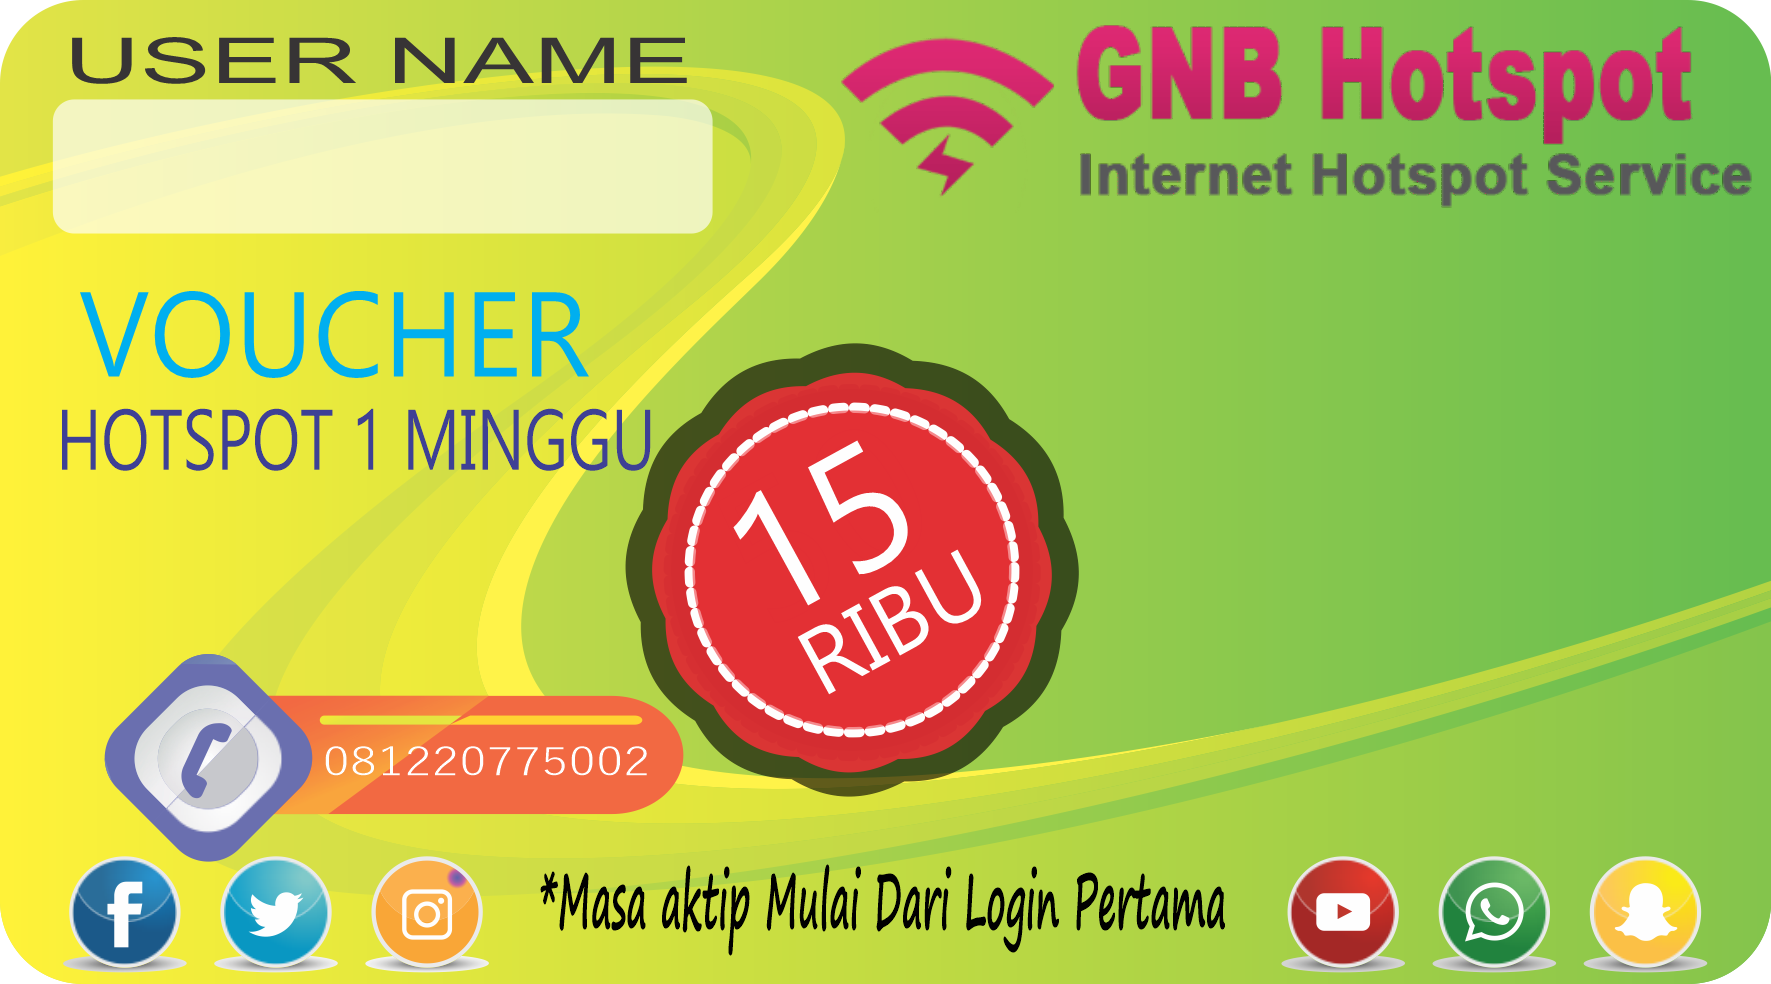 USER NAME
GNB Hotspot
Internet Hotspot Service
VOUCHER
HOTSPOT 1 MINGGU
15
RIBU
081220775002
*Masa aktip Mulai Dari Login Pertama